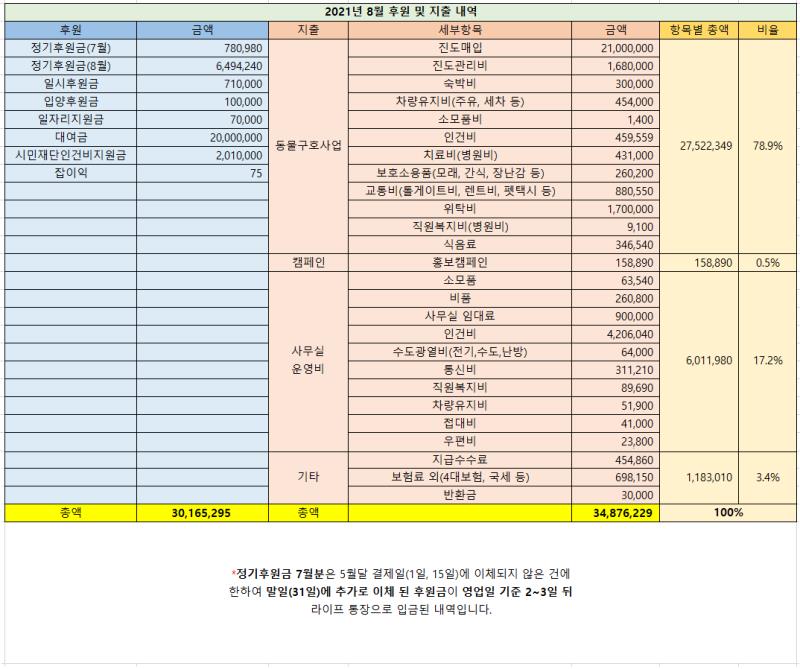 2021년 8월 후원 및 지출 내역
후원 금액 지출 세부항목 금액 항목별 총액 비율
정기후원금(7월) 780,980 동물구호사업 진도매입 21,000,000 27,522,349 78.9%
정기후원금(8월) 6,494,240 진도관리비 1,680,000
일시후원금 710,000 숙박비 300,000
입양후원금 100,000 차량유지비(주유, 세차 등) 454,000
일자리지원금 70,000 소모품비 1,400
대여금 20,000,000 인건비 459,559
시민재단인건비지원금 2,010,000 치료비(병원비) 431,000
잡이익 75 보호소용품(모래, 간식, 장난감 등) 260,200
교통비(톨게이트비, 렌트비, 펫택시 등) 880,550
위탁비 1,700,000
직원복지비(병원비) 9,100
식음료 346,540
캠페인 홍보캠페인 158,890 158,890 0.5%
사무실 운영비 소모품 63,540 6,011,980 17.2%
비품 260,800
사무실 임대료 900,000
인건비 4,206,040
수도광열비(전기,수도,난방) 64,000
통신비 311,210
직원복지비 89,690
차량유지비 51,900
접대비 41,000
우편비 23,800
기타 지급수수료 454,860 1,183,010 3.4%
보험료 외(4대보험, 국세 등) 698,150
반환금 30,000
총액 30,165,295 총액 34,876,229 100%
*정기후원금 7월분은 5월달 결제일(1일, 15일)에 이체되지 않은 건에
한하여 말일(31일)에 추가로 이체 된 후원금이 영업일 기준 2~3일 뒤
라이프 통장으로 입금된 내역입니다.